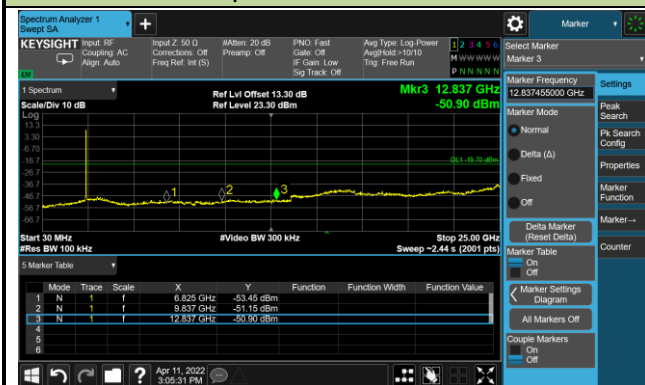 Spectrum Analyzer 1
Swept SA
Marker
KEYSIGHT
Input: RF
Coupling: AC
Align: Auto
Input Z: 50 Ω
Corrections: Off
Freq Ref: Int (S)
#Atten: 20 dB
Preamp: Off
PNO: Fast
Gate: Off
IF Gain: Low
Sig Track: Off
Avg Type: Log-Power
Avg|Hold:>10/10
Trig: Free Run
1 2 3 4 5 6
M W W W W W
P N N N N N
Select Marker
Marker 3
1 Spectrum
Scale/Div 10 dB
Log
Ref Lvl Offset 13.30 dB
Ref Level 23.30 dBm
Mkr3 12.837 GHz
-50.90 dBm
13.3
3.30
-6.70
-16.7
-26.7
-36.7
-46.7
-56.7
-66.7
DL1 -19.70 dBm
1
2
3
Start 30 MHz
#Res BW 100 kHz
#Video BW 300 kHz
Stop 25.00 GHz
Sweep ~2.44 s (2001 pts)
5 Marker Table
Mode Trace Scale X Y Function Function Width Function Value
1 N 1 f 6.825 GHz -53.45 dBm
2 N 1 f 9.837 GHz -51.15 dBm
3 N 1 f 12.837 GHz -50.90 dBm
4
5
6
Marker Frequency
12.837455000 GHz
Marker Mode
Normal
Delta (Δ)
Fixed
Off
Delta Marker
(Reset Delta)
Marker Table
On
Off
Marker Settings
Diagram
All Markers Off
Couple Markers
On
Off
Settings
Peak
Search
Pk Search
Config
Properties
Marker
Function
Marker→
Counter
Apr 11, 2022
3:05:31 PM